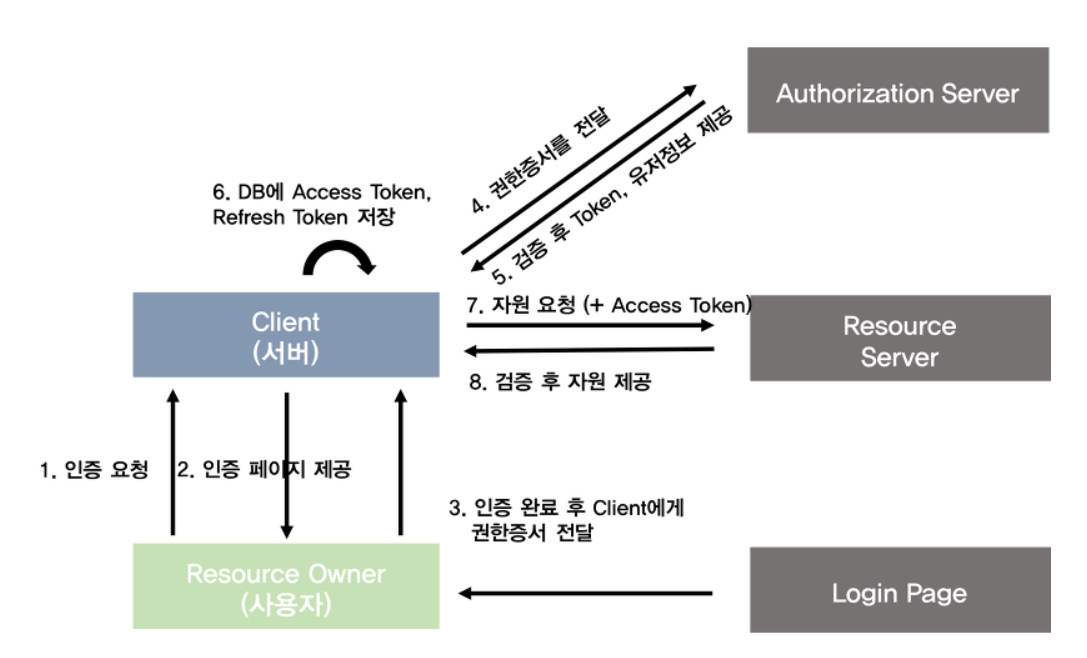 Authorization Server
4. 권한증서를 전달
5. 검증 후 Token, 유저정보 제공
6. DB에 Access Token,
Refresh Token 저장
Client
(서버)
7. 자원 요청 (+ Access Token)
8. 검증 후 자원 제공
Resource
Server
1. 인증 요청
2. 인증 페이지 제공
3. 인증 완료 후 Client에게
권한증서 전달
Resource Owner
(사용자)
Login Page